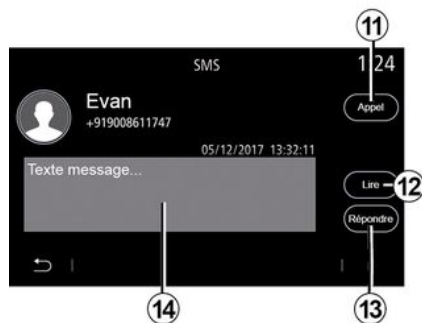 11
SMS
1:24
Evan
+919008611747
Appel
05/12/2017 13:32:11
Texte message...
Lire
12
Répondre
14
13